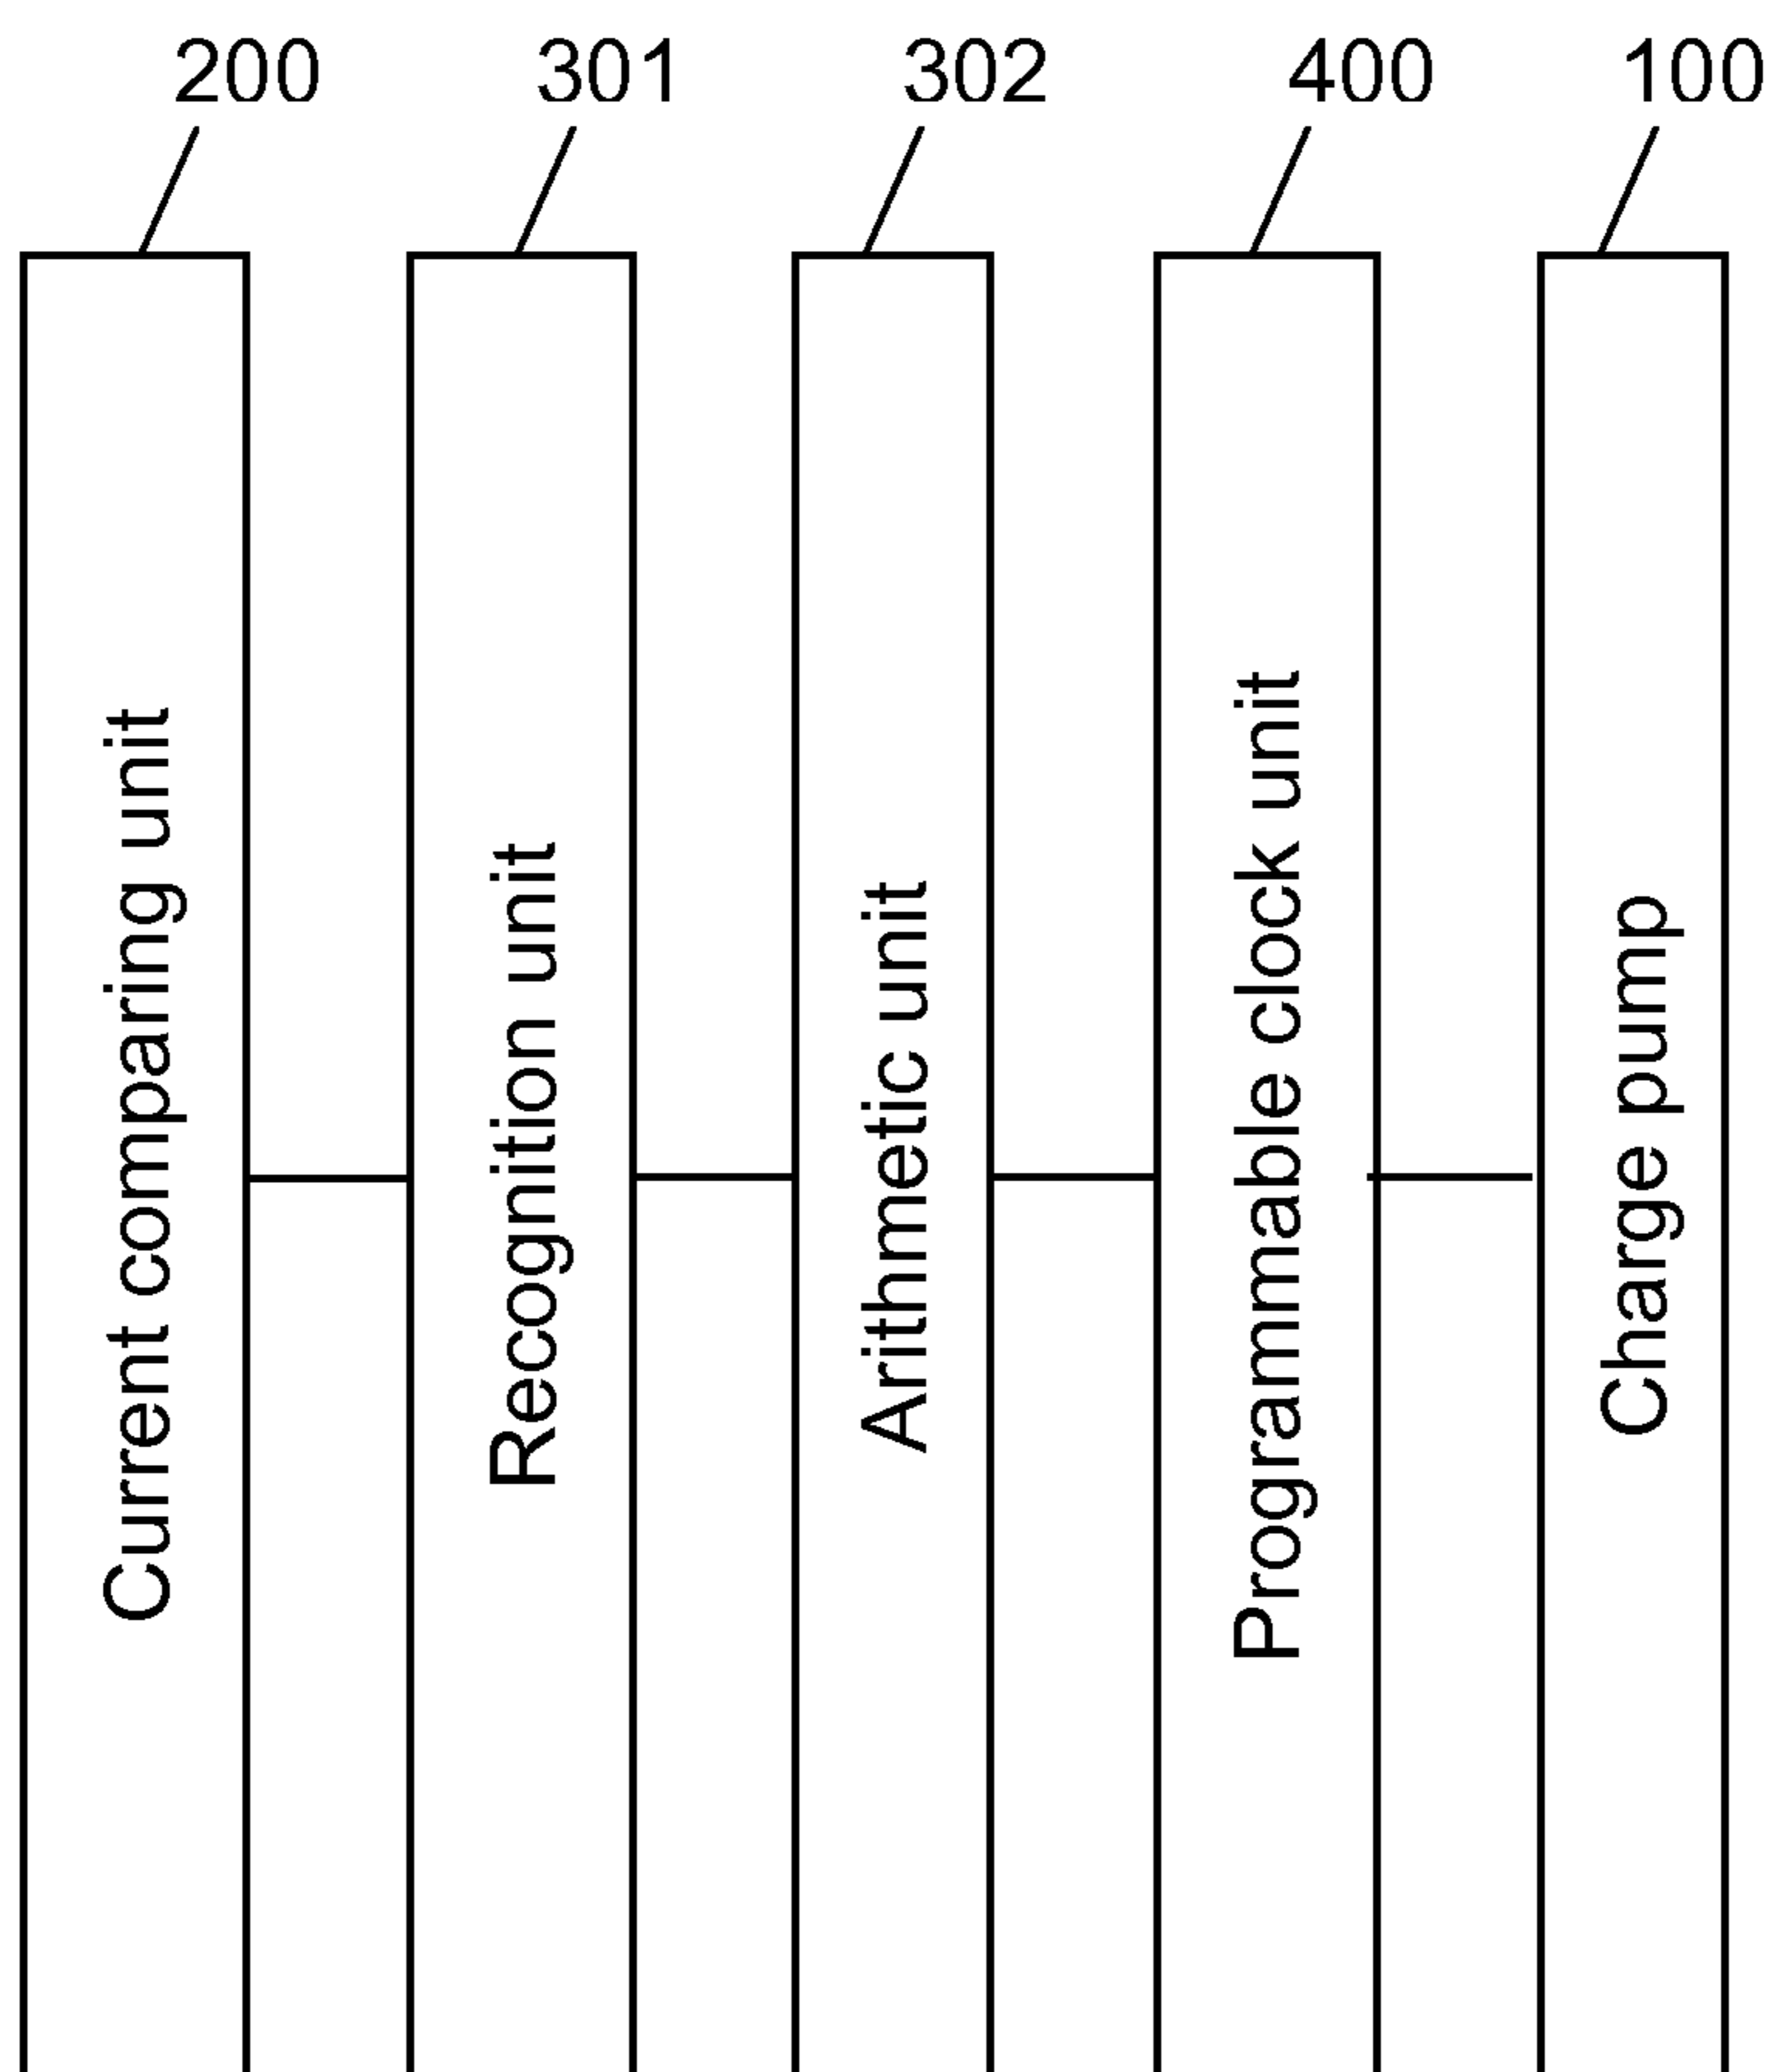 200
301
302
400
100
Current comparing unit
Recognition unit
Arithmetic unit
Programmable clock unit
Charge pump